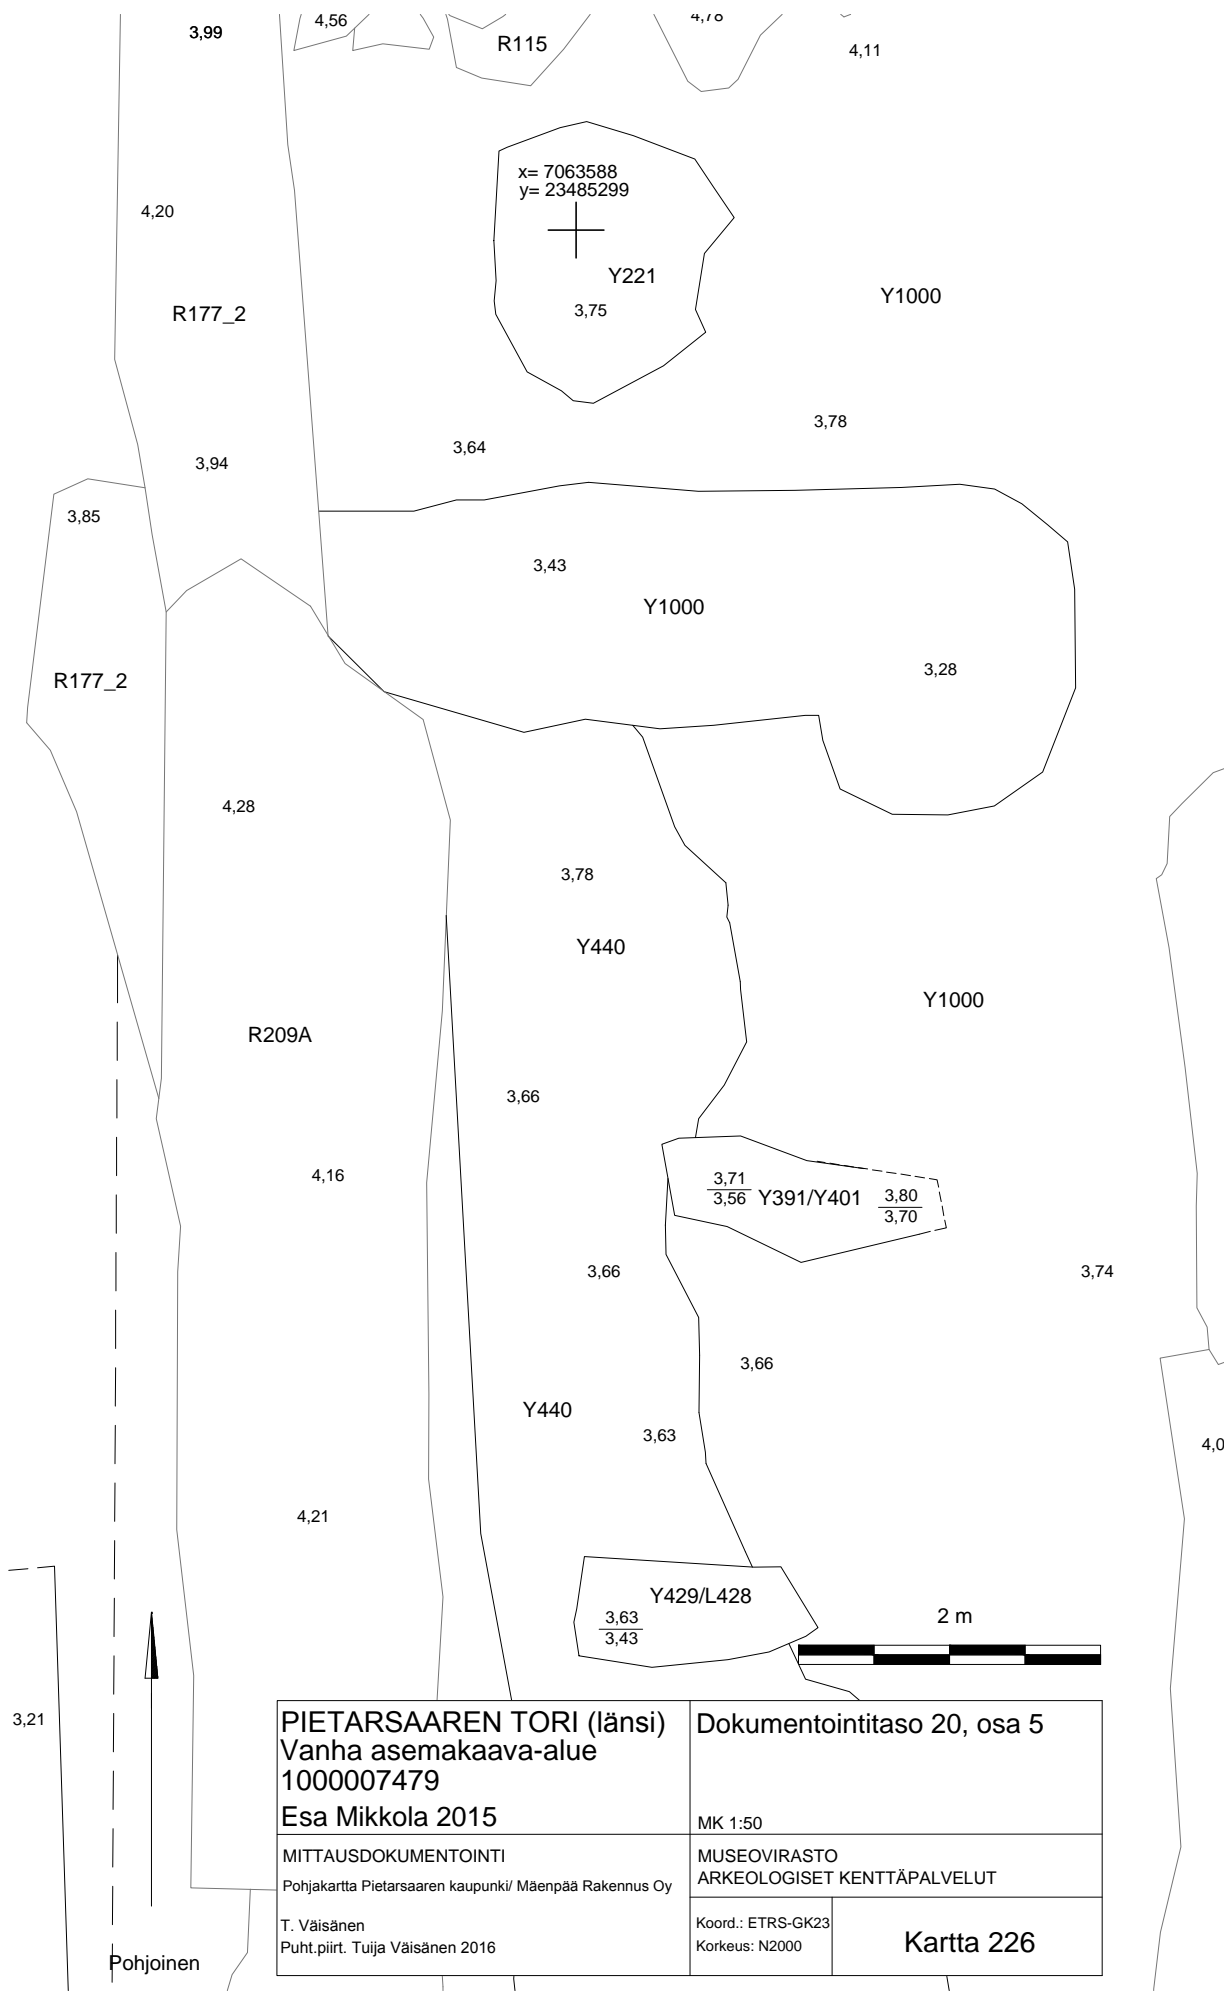 4,56
4,78
3,99
R115
4,11
x= 7063588
y= 23485299
4,20
Y221
Y1000
3,75
R177_2
3,78
3,64
3,94
3,85
3,43
Y1000
3,28
R177_2
4,28
3,78
Y440
Y1000
R209A
3,66
4,16
3,71
3,56
Y391/Y401
3,80
3,70
3,66
3,74
3,66
Y440
3,63
4,0
4,21
Y429/L428
3,63
3,43
2 m
3,21
PIETARSAAREN TORI (länsi)
Vanha asemakaava-alue
1000007479
Esa Mikkola 2015
Dokumentointitaso 20, osa 5
MK 1:50
MITTAUSDOKUMENTOINTI
Pohjakartta Pietarsaaren kaupunki/ Mäenpää Rakennus Oy
T. Väisänen
Puht.piirt. Tuija Väisänen 2016
MUSEOVIRASTO
ARKEOLOGISET KENTTÄPALVELUT
Koord.: ETRS-GK23
Korkeus: N2000
Kartta 226
Pohjoinen